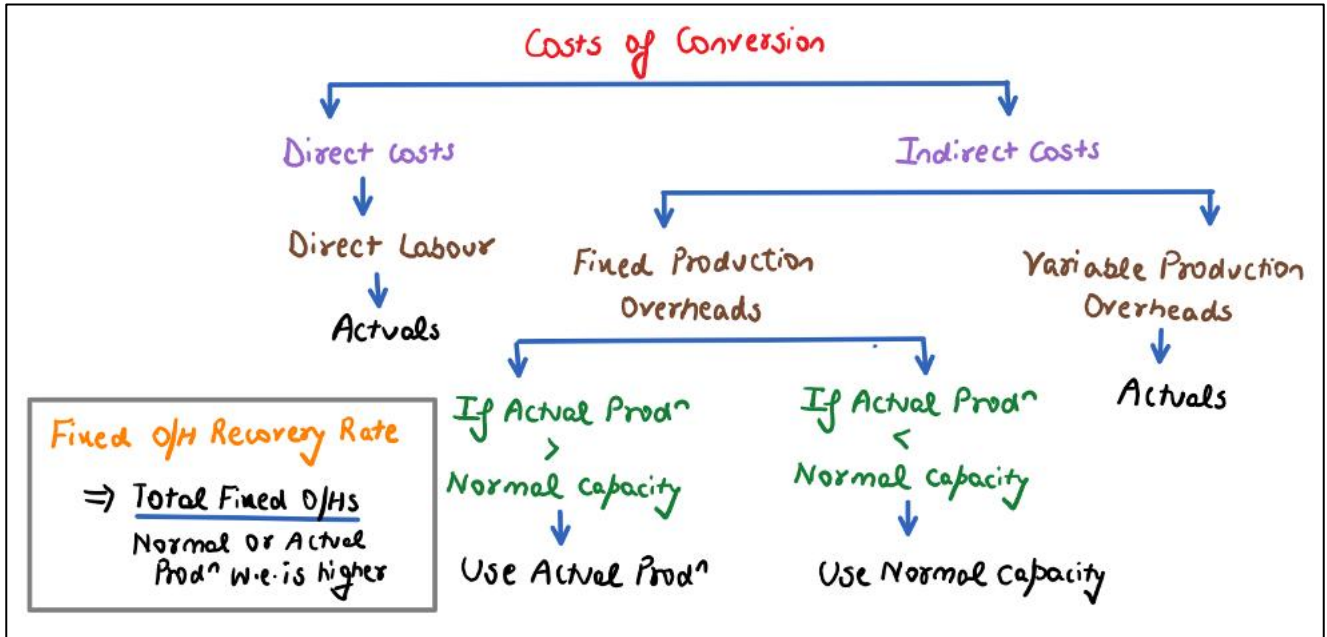 Costs of Conversion
Direct Costs
Indirect Costs
Direct Labour
Fixed Production
Overheads
Variable Production
Overheads
Actuals
Actuals
If Actual Prodⁿ
>
Normal Capacity
Use Actual Prodⁿ
If Actual Prodⁿ
<
Normal Capacity
Use Normal Capacity
Fixed O/H Recovery Rate
⇒ Total Fixed O/Hs
Normal Or Actual
Prodⁿ w.e. is higher